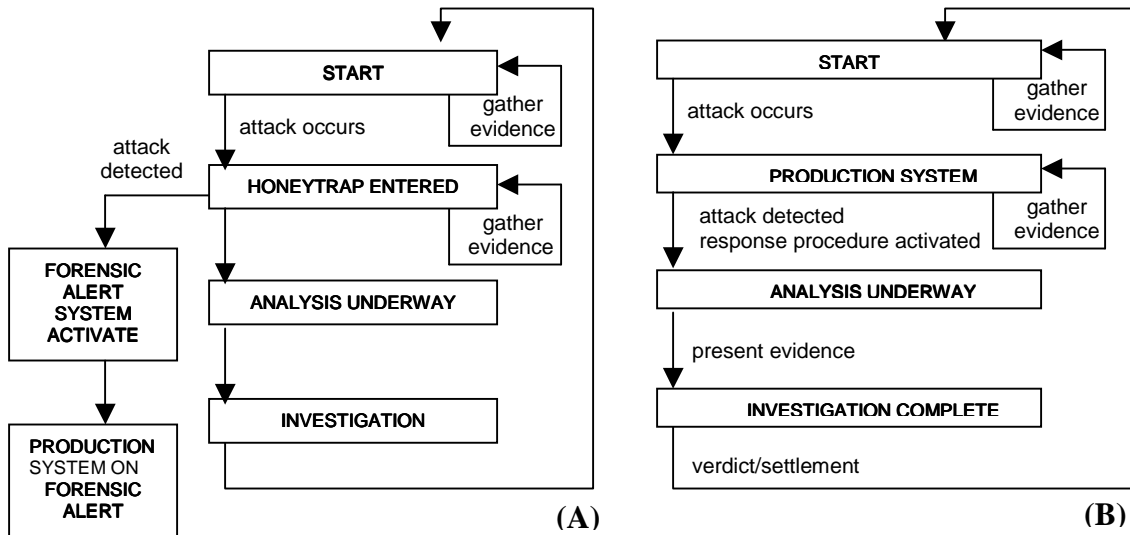 START
gather
evidence
attack occurs
attack
detected
HONEYTRAP ENTERED
gather
evidence
FORENSIC
ALERT
SYSTEM
ACTIVATE
ANALYSIS UNDERWAY
INVESTIGATION
PRODUCTION
SYSTEM ON
FORENSIC
ALERT
(A)
START
gather
evidence
attack occurs
PRODUCTION SYSTEM
gather
evidence
attack detected
response procedure activated
ANALYSIS UNDERWAY
present evidence
INVESTIGATION COMPLETE
verdict/settlement
(B)